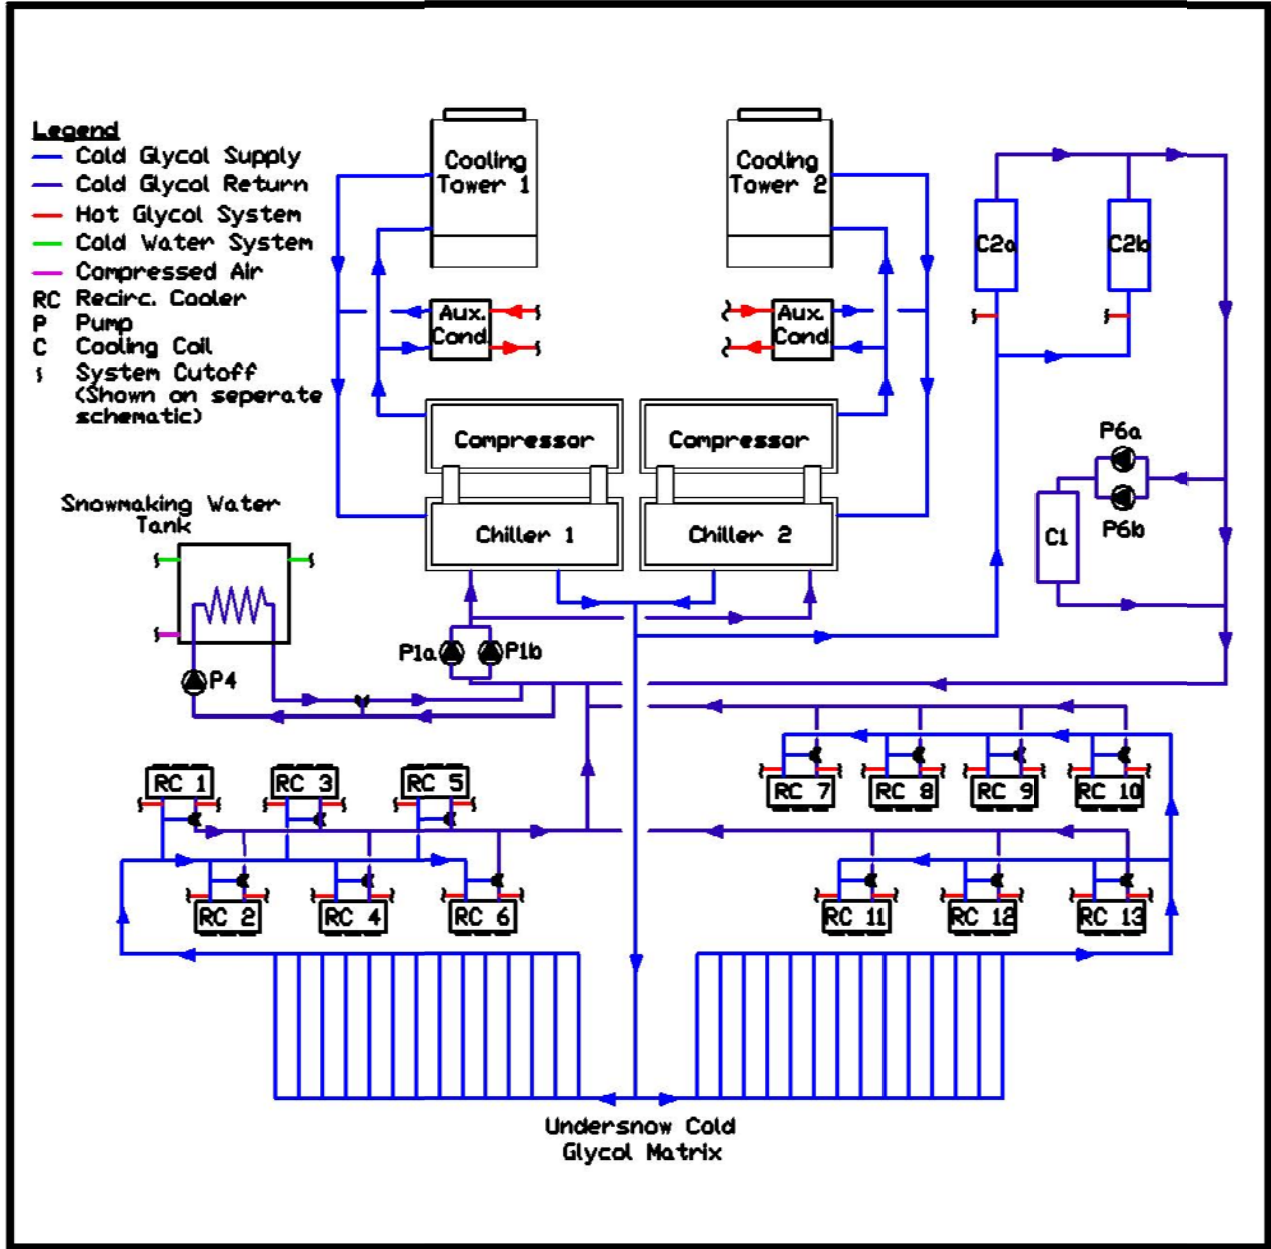 Legend
Cold Glycol Supply
Cold Glycol Return
Hot Glycol System
Cold Water System
Compressed Air
RC Recirc. Cooler
P Pump
C Cooling Coil
System Cutoff
(Shown on seperate
schematic)
Cooling
Tower 1
Cooling
Tower 2
Aux.
Cond.
Aux.
Cond.
C2a
C2b
Compressor
Compressor
Chiller 1
Chiller 2
P6a
P6b
C1
Snowmaking Water
Tank
P4
P1a
P1b
RC 1
RC 3
RC 5
RC 7
RC 8
RC 9
RC 10
RC 2
RC 4
RC 6
RC 11
RC 12
RC 13
Undersnow Cold
Glycol Matrix